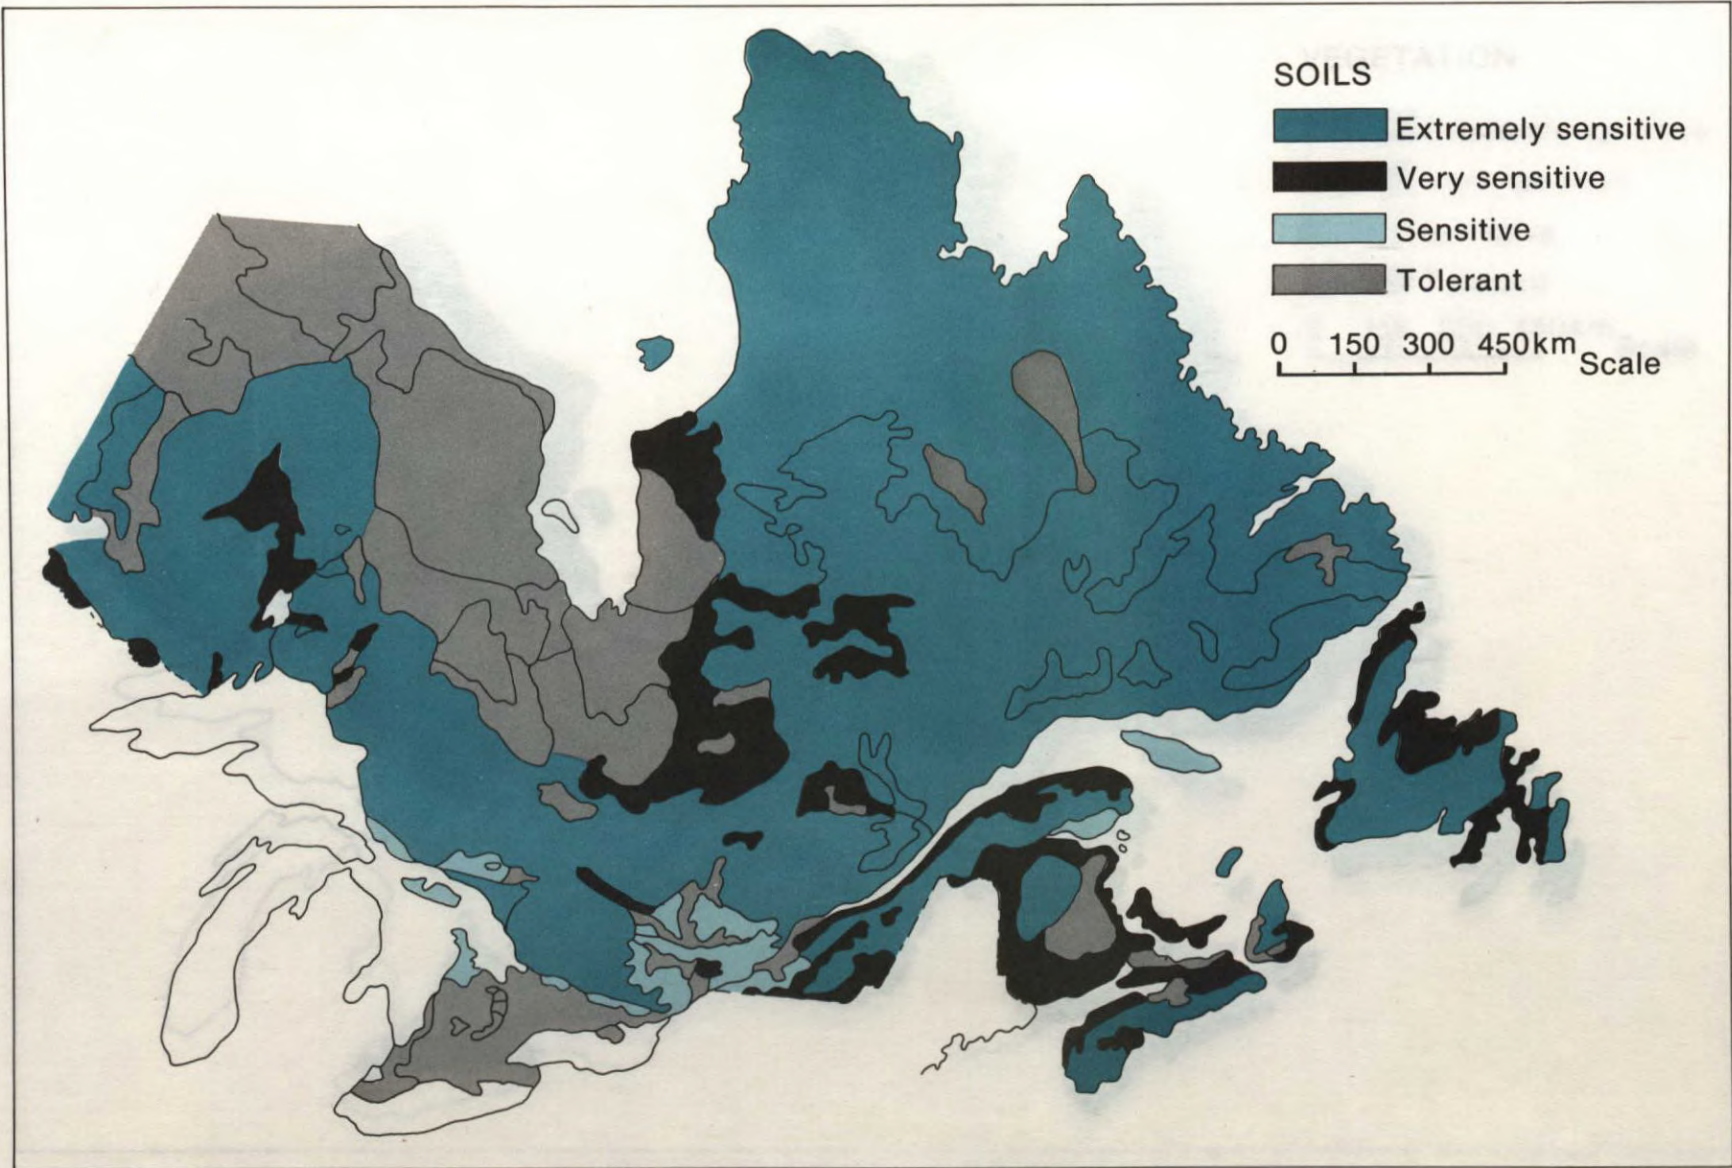 SOILS
Extremely sensitive
Very sensitive
Sensitive
Tolerant
0 150 300 450km
Scale